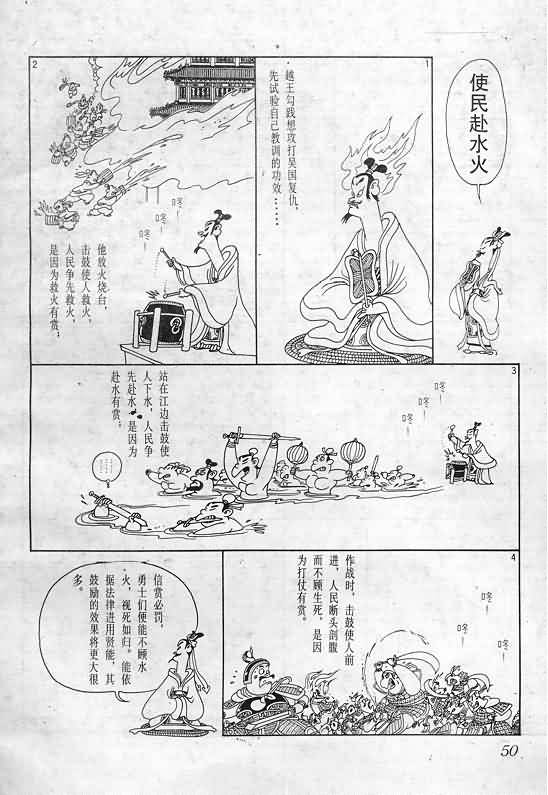 使民赴水火
1
越王勾践想攻打吴国复仇,
先试验自己教训的功效……
2
咚
咚
咚
他放火烧台,
击鼓使人救火,
人民争先救火,
是因为救火有赏;
3
咚
咚
咚
咚
站在江边击鼓使
人下水,人民争
先赴水,是因为
赴水有赏;
4
咚
咚
咚
作战时,击鼓使人前
进,人民断头剖腹
而不顾生死,是因
为打仗有赏。
信赏必罚,
勇士们便能不顾水
火,视死如归。能依
据法律进用贤能,其
鼓励的效果将更大很
多。
50